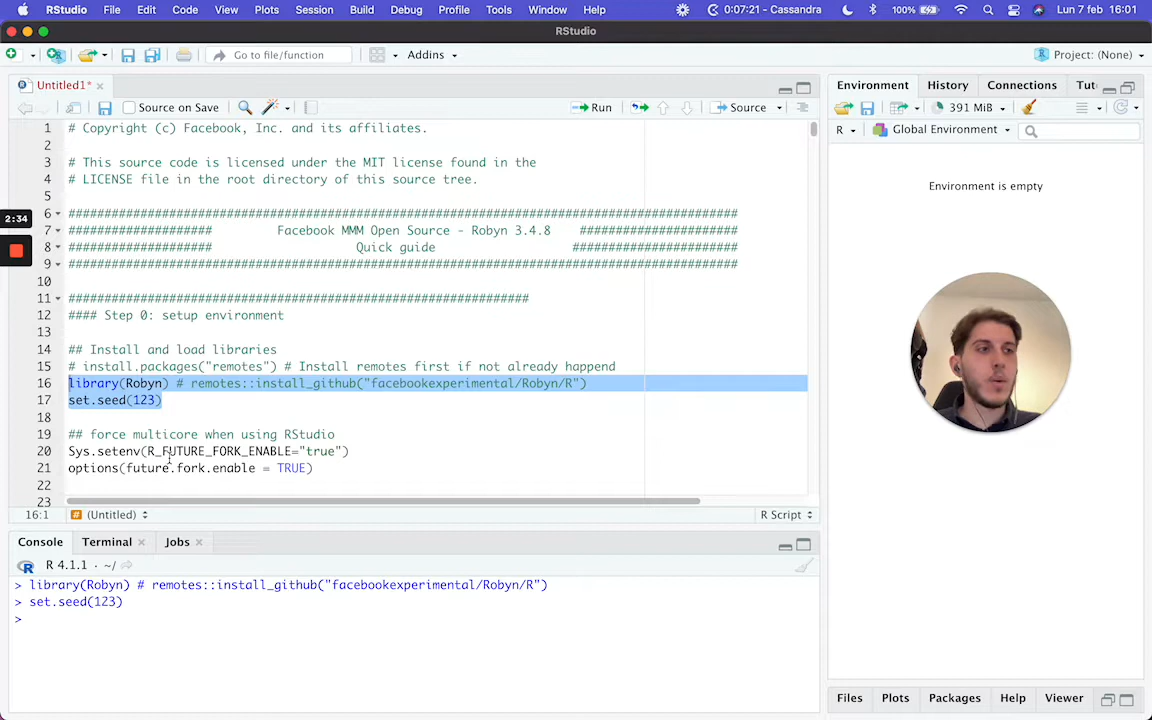 RStudio File Edit Code View Plots Session Build Debug Profile Tools Window Help 0:07:21 - Cassandra 100% Lun 7 feb 16:01
RStudio
Go to file/function Addins Project: (None)
Untitled1*
Source on Save Run Source
1 # Copyright (c) Facebook, Inc. and its affiliates.
2
3 # This source code is licensed under the MIT license found in the
4 # LICENSE file in the root directory of this source tree.
5
6 #############################################################################################
7 #################### Facebook MMM Open Source - Robyn 3.4.8 ######################
8 #################### Quick guide #######################
9 #############################################################################################
10
11 ################################################################
12 #### Step 0: setup environment
13
14 ## Install and load libraries
15 # install.packages("remotes") # Install remotes first if not already happend
16 library(Robyn) # remotes::install_github("facebookexperimental/Robyn/R")
17 set.seed(123)
18
19 ## force multicore when using RStudio
20 Sys.setenv(R_FUTURE_FORK_ENABLE="true")
21 options(future.fork.enable = TRUE)
22
23
2:34
16:1 (Untitled) R Script
Console Terminal Jobs
R 4.1.1 · ~/
> library(Robyn) # remotes::install_github("facebookexperimental/Robyn/R")
> set.seed(123)
>
Environment History Connections Tut
391 MiB
R Global Environment
Environment is empty
Files Plots Packages Help Viewer